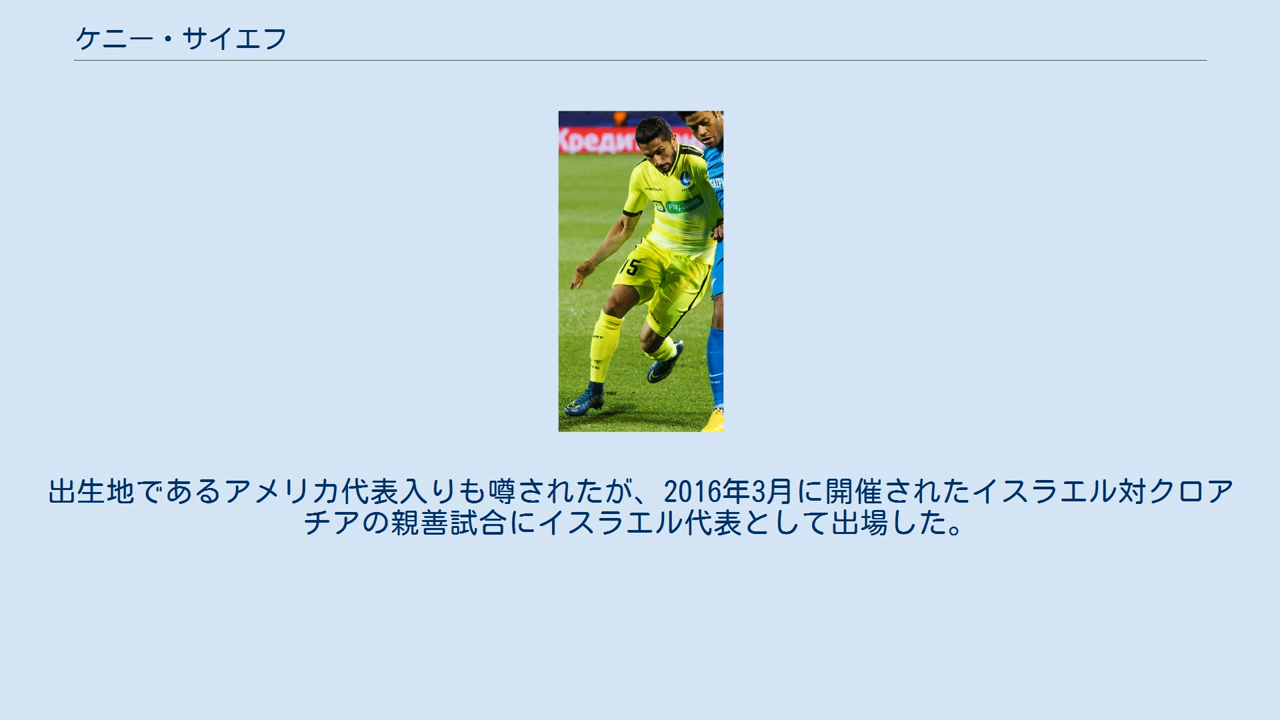 ケニー・サイエフ
Кредит
15
出生地であるアメリカ代表入りも噂されたが、2016年3月に開催されたイスラエル対クロア
チアの親善試合にイスラエル代表として出場した。